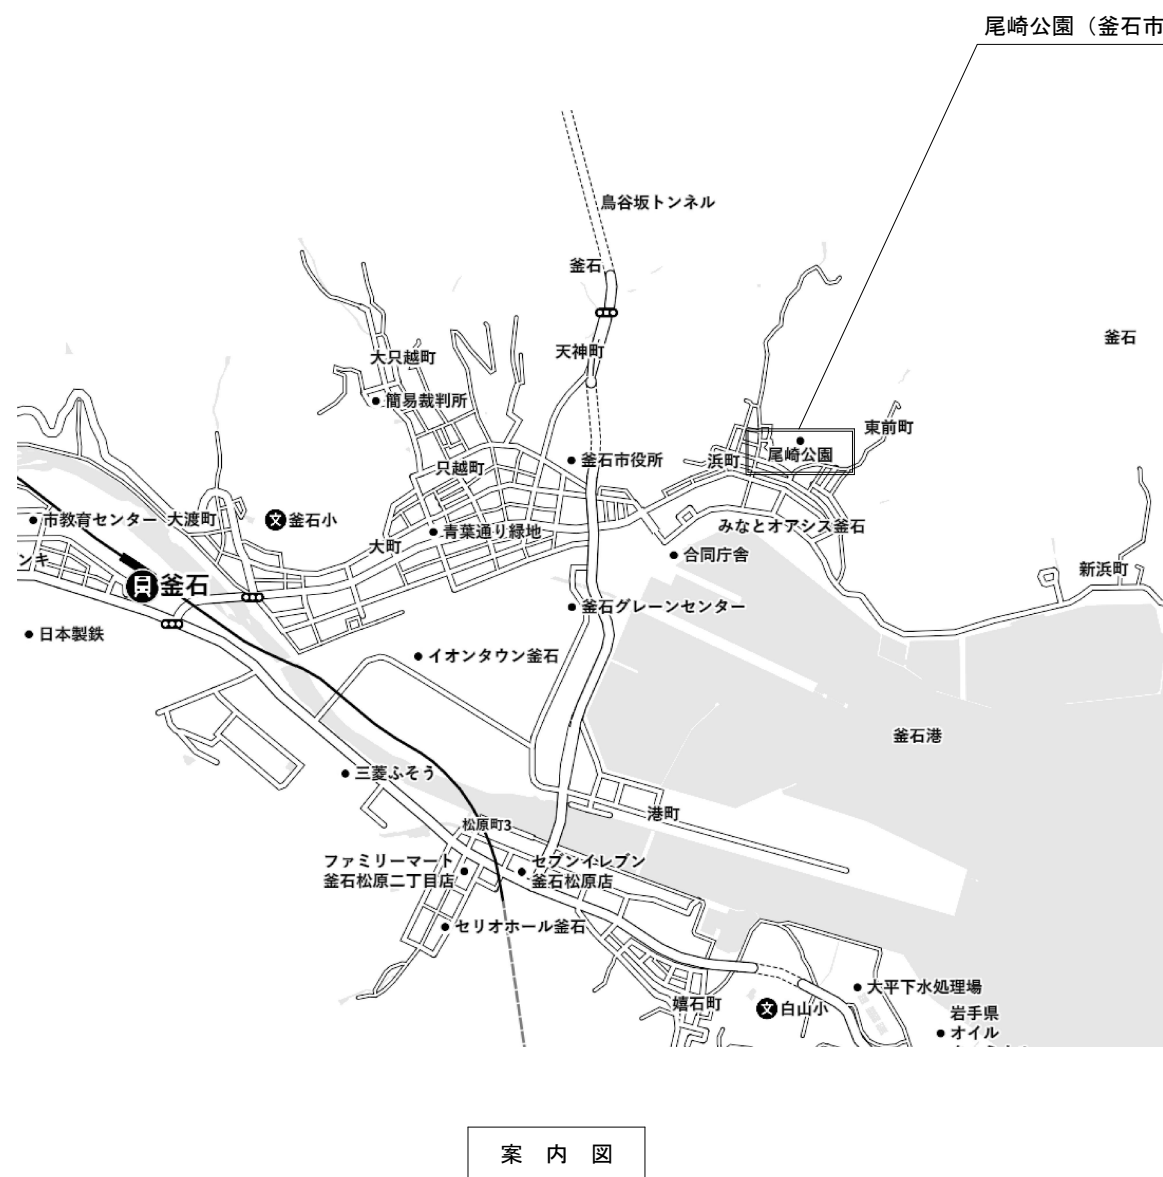 尾崎公園（釜石市
鳥谷坂トンネル
釜石
釜石
天神町
大只越町
簡易裁判所
東前町
尾崎公園
只越町
釜石市役所
浜町
市教育センター
大渡町
文
釜石小
青葉通り緑地
みなとオアシス釜石
大町
合同庁舎
ンキ
新浜町
釜石
釜石グレーンセンター
日本製鉄
イオンタウン釜石
釜石港
三菱ふそう
港町
松原町3
ファミリーマート
釜石松原二丁目店
セブンイレブン
釜石松原店
セリオホール釜石
大平下水処理場
嬉石町
文
白山小
岩手県
オイル
案内図